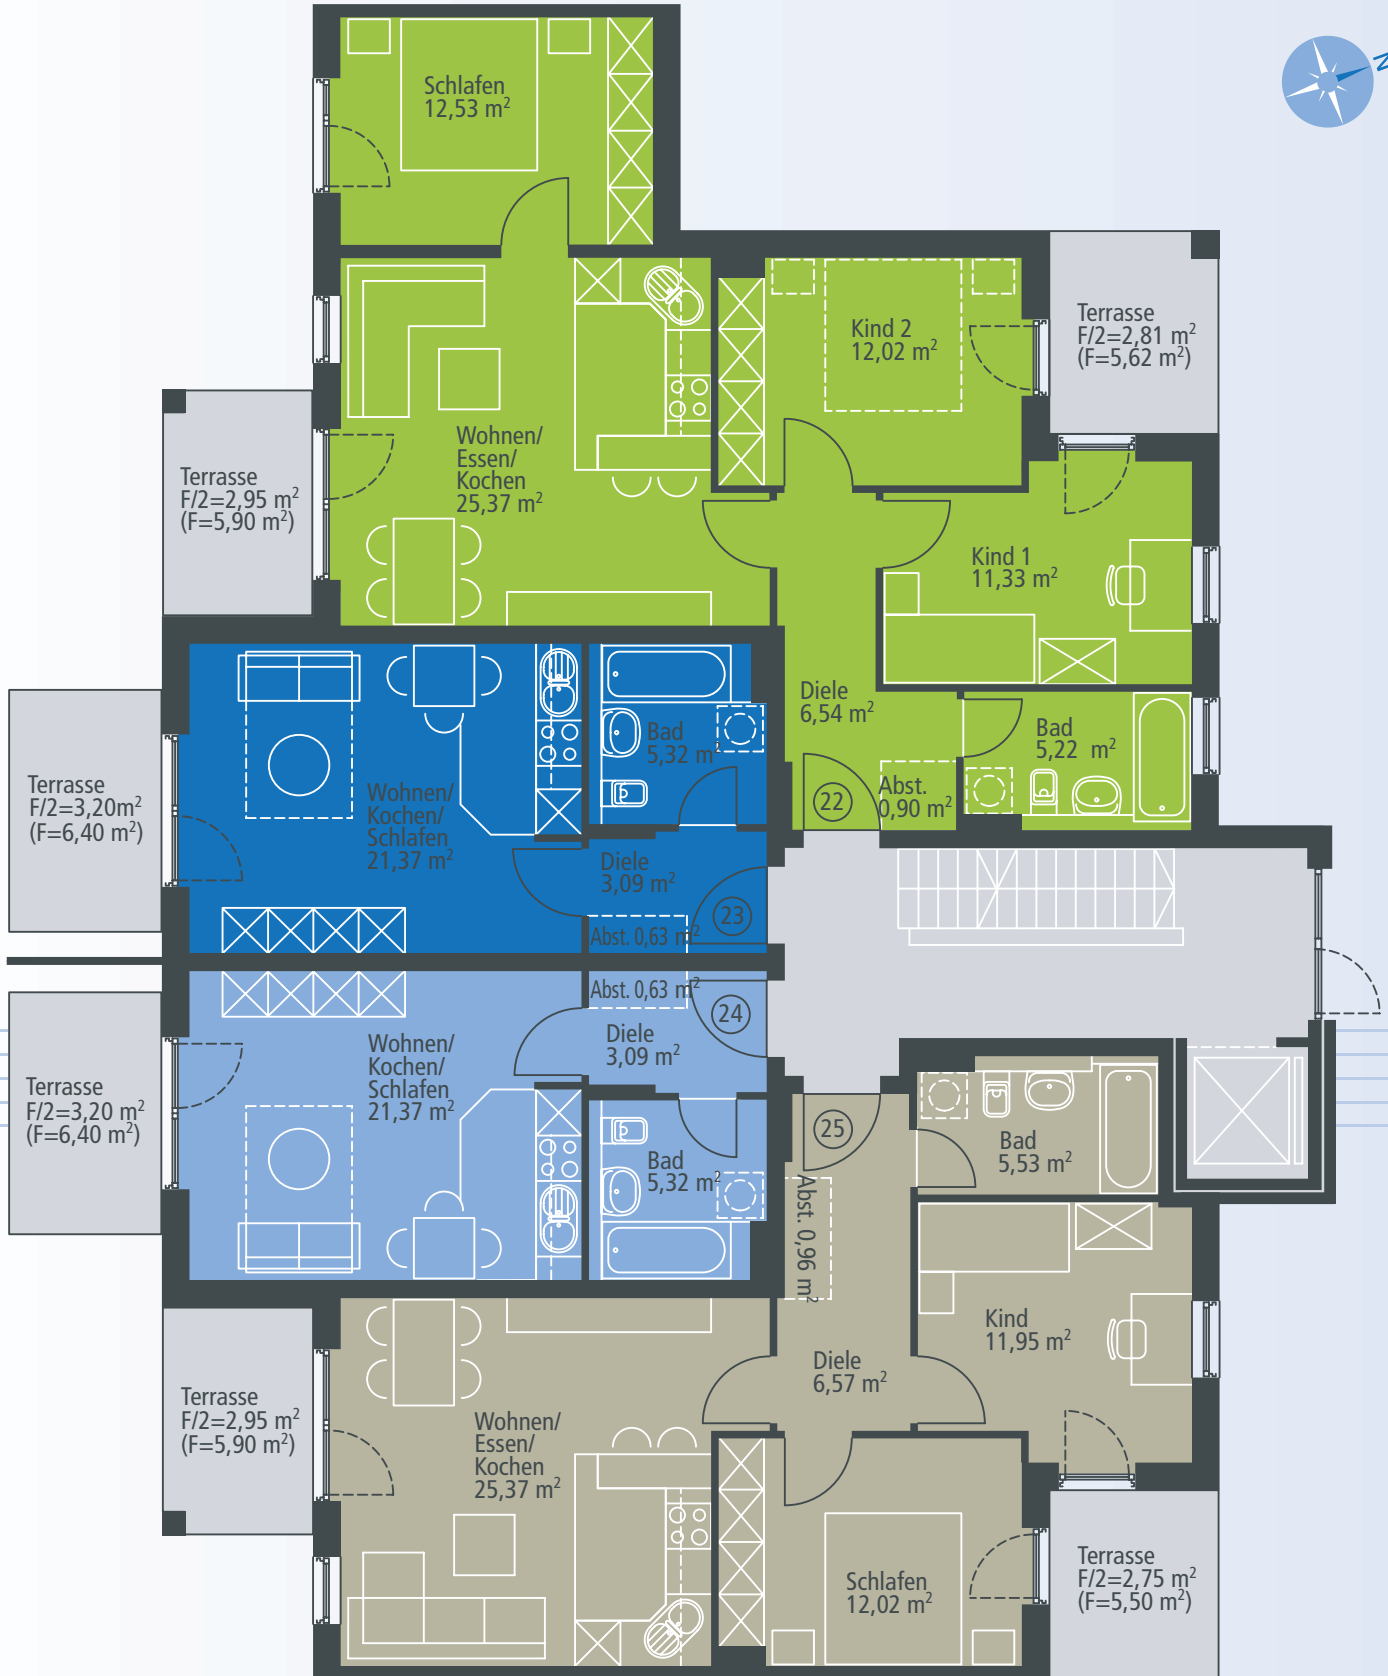 N
Schlafen
12,53 m²
Kind 2
12,02 m²
Terrasse
F/2=2,81 m²
(F=5,62 m²)
Wohnen/
Essen/
Kochen
25,37 m²
Terrasse
F/2=2,95 m²
(F=5,90 m²)
Kind 1
11,33 m²
Diele
6,54 m²
Bad
5,22 m²
Abst.
0,90 m²
22
Bad
5,32 m²
Terrasse
F/2=3,20m²
(F=6,40 m²)
Wohnen/
Kochen/
Schlafen
21,37 m²
Diele
3,09 m²
23
Abst. 0,63 m²
Abst. 0,63 m²
24
Diele
3,09 m²
Wohnen/
Kochen/
Schlafen
21,37 m²
Terrasse
F/2=3,20 m²
(F=6,40 m²)
Bad
5,32 m²
25
Bad
5,53 m²
Abst. 0,96 m²
Kind
11,95 m²
Diele
6,57 m²
Terrasse
F/2=2,95 m²
(F=5,90 m²)
Wohnen/
Essen/
Kochen
25,37 m²
Schlafen
12,02 m²
Terrasse
F/2=2,75 m²
(F=5,50 m²)